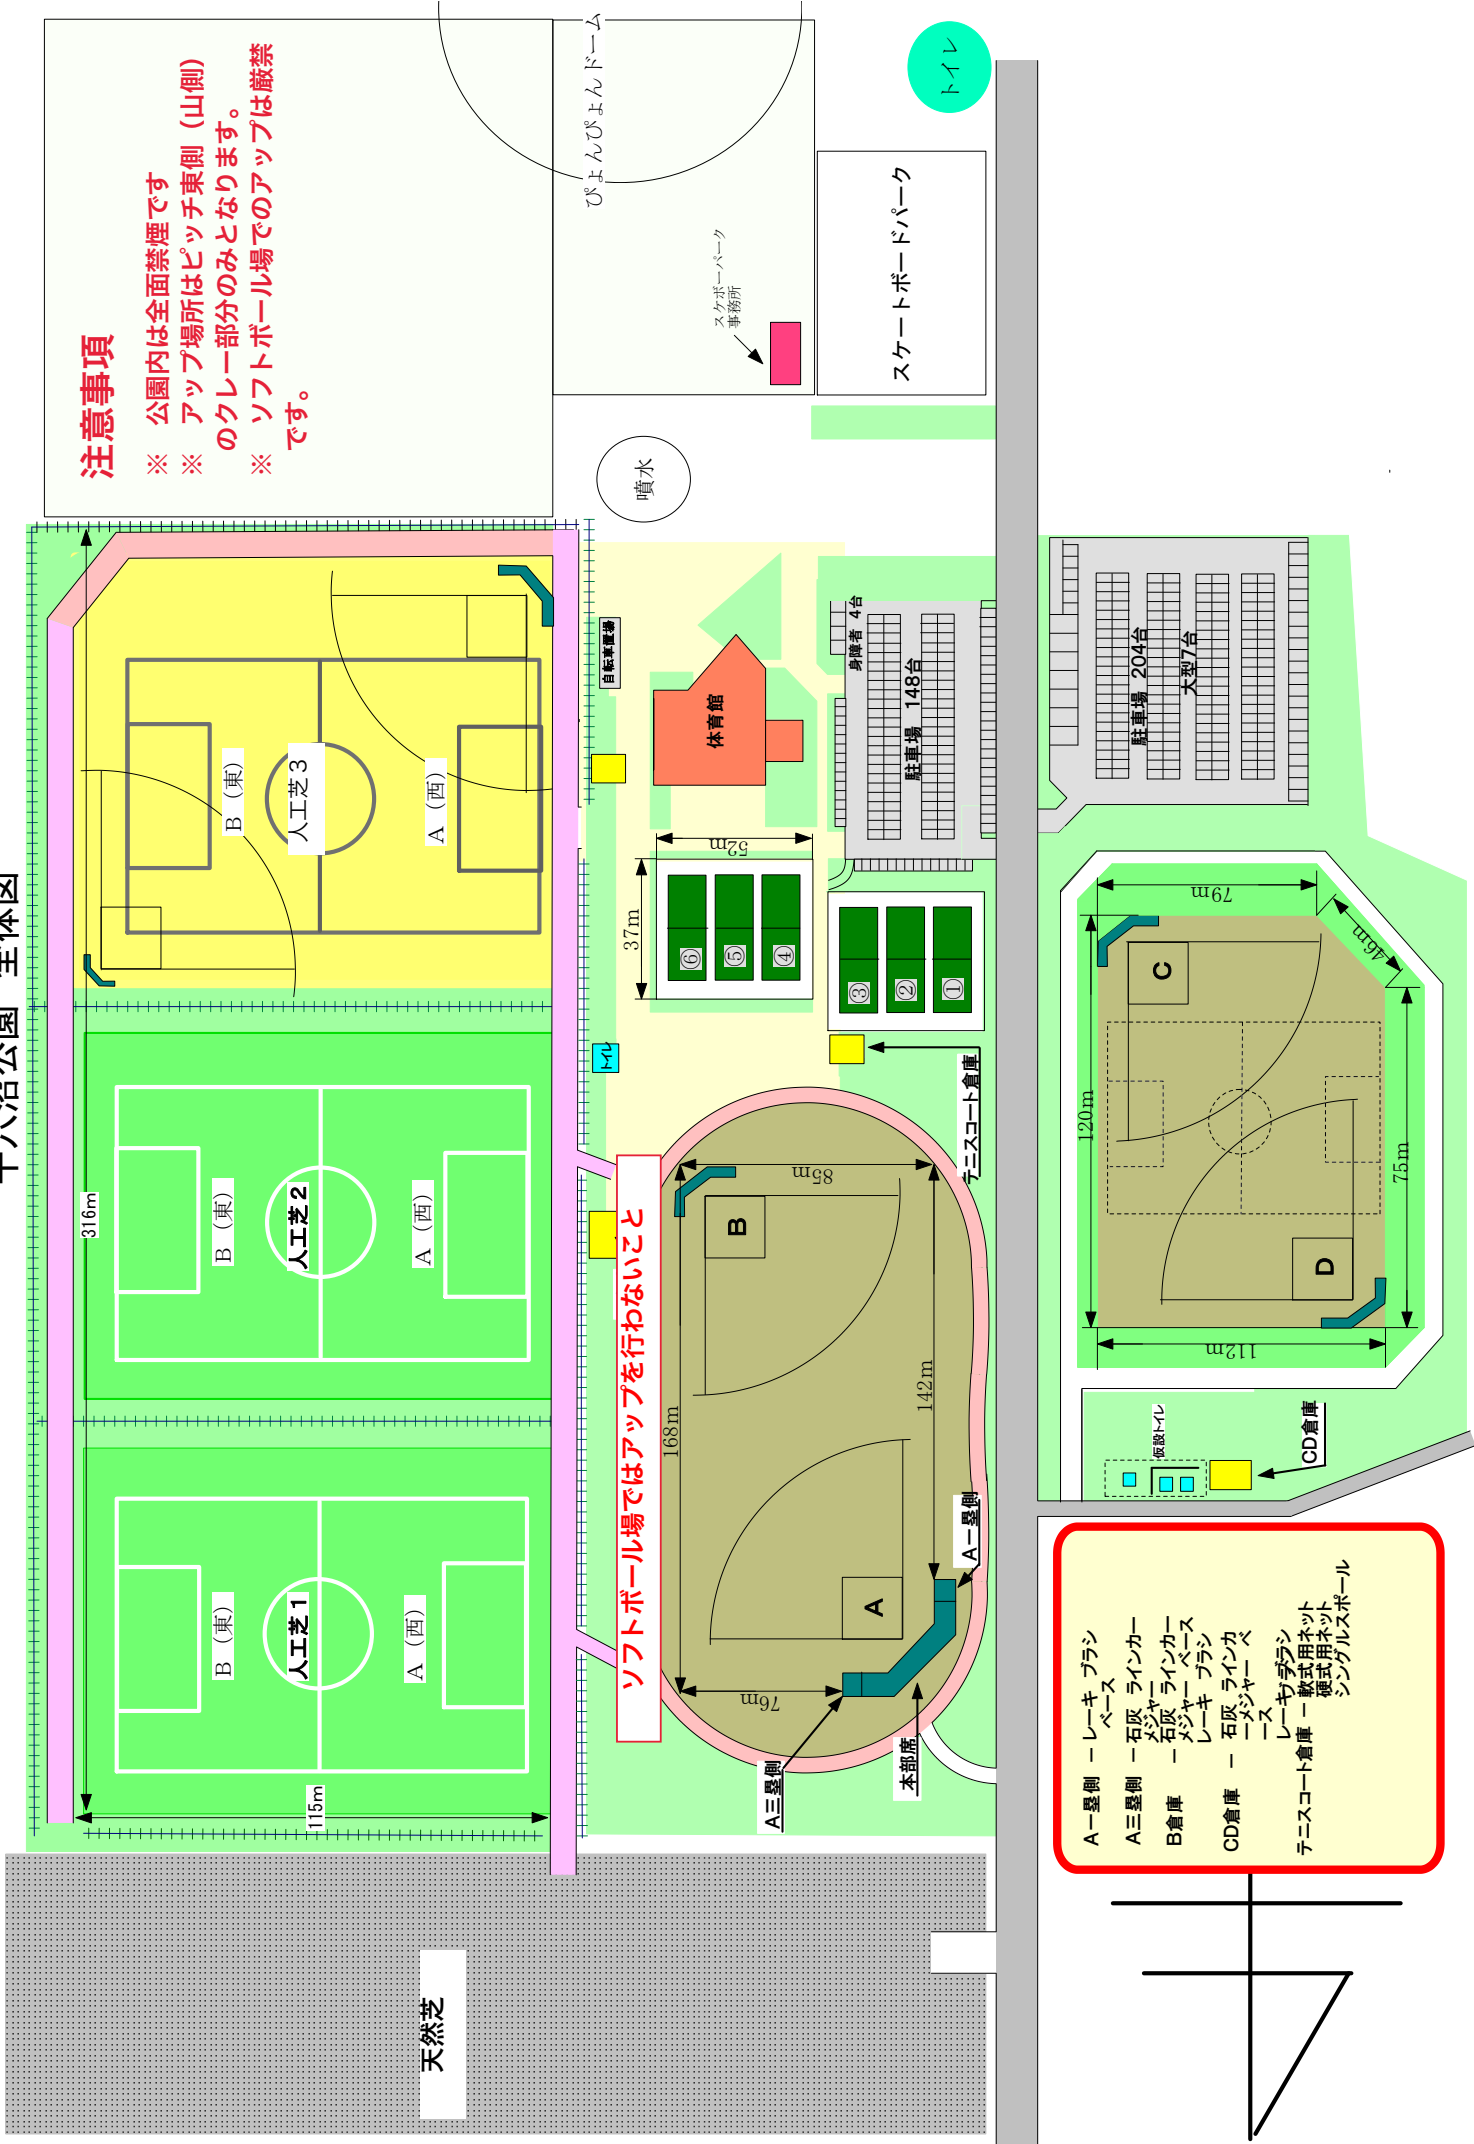 平八沼公園 全体図
注意事項
※ 公園内は全面禁煙です
※ アップ場所はピッチ東側（山側）
のクレー部分のみとなります。
※ ソフトボール場でのアップは厳禁
です。
ぴょんぴょんドーム
トイレ
スケートボードパーク
スケボーパーク
事務所
噴水
316m
115m
B（東）
人工芝３
A（西）
B（東）
人工芝２
A（西）
B（東）
人工芝１
A（西）
自転車置場
体育館
身障者 4台
駐車場 148台
駐車場 204台
大型7台
トイレ
37m
52m
⑥
⑤
④
③
②
①
テニスコート倉庫
ソフトボール場ではアップを行わないこと
B
85m
168m
142m
A
76m
A一塁側
A三塁側
本部席
C
79m
46m
120m
75m
D
112m
仮設トイレ
CD倉庫
A一塁側 － レーキ ブラシ
ベース
A三塁側 － 石灰 ラインカー
メジャー
B倉庫 － 石灰 ラインカー
メジャー ベース
レーキ ブラシ
CD倉庫 － 石灰 ラインカ
ーメジャー ベ
ース
レーキブラシ
テニスコート倉庫 － 軟式用ネット
硬式用ネット
シングルスポール
天然芝